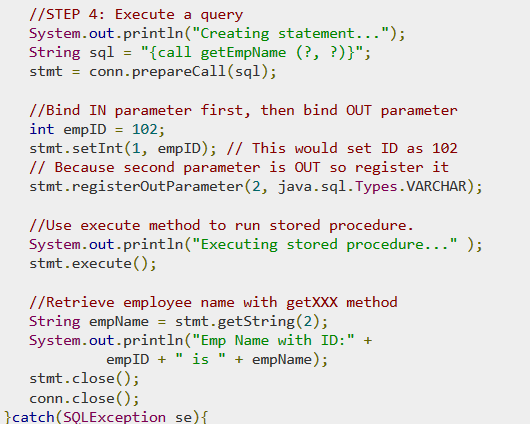 //STEP 4: Execute a query
System.out.println("Creating statement...");
String sql = "{call getEmpName (?, ?)}";
stmt = conn.prepareCall(sql);
//Bind IN parameter first, then bind OUT parameter
int empID = 102;
stmt.setInt(1, empID); // This would set ID as 102
// Because second parameter is OUT so register it
stmt.registerOutParameter(2, java.sql.Types.VARCHAR);
//Use execute method to run stored procedure.
System.out.println("Executing stored procedure..." );
stmt.execute();
//Retrieve employee name with getXXX method
String empName = stmt.getString(2);
System.out.println("Emp Name with ID:" +
empID + " is " + empName);
stmt.close();
conn.close();
}catch(SQLException se){